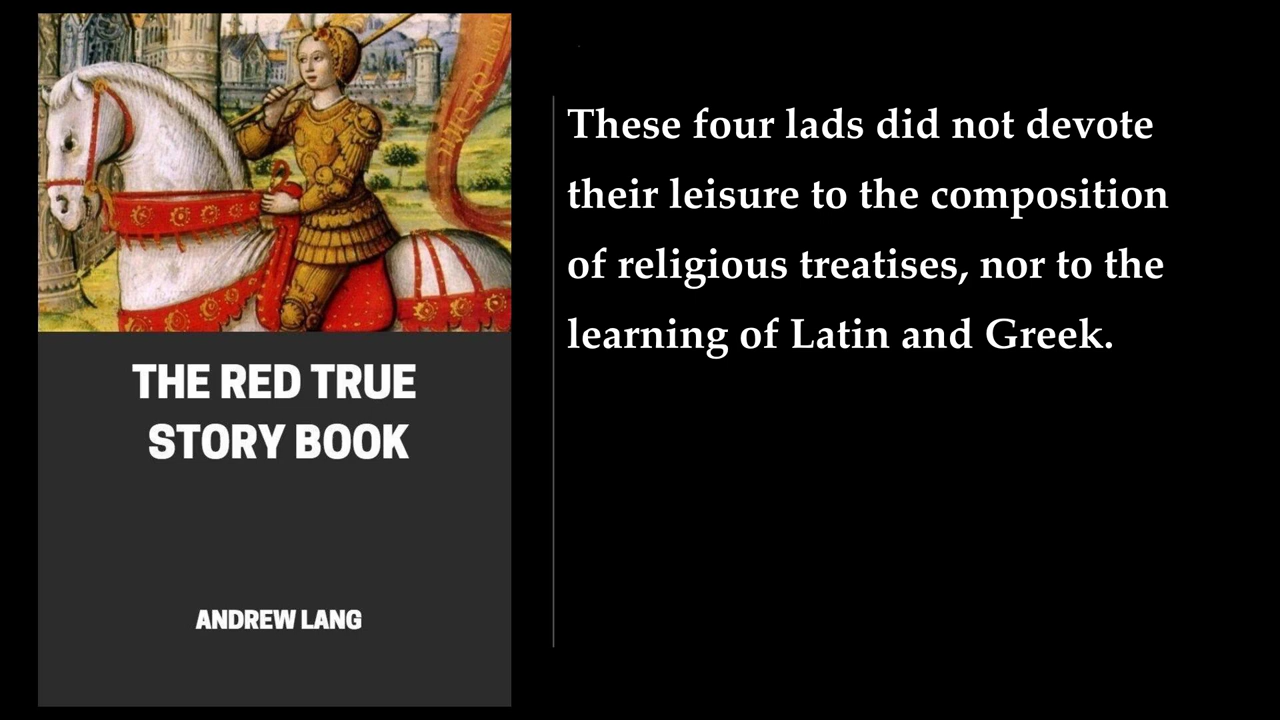 THE RED TRUE
STORY BOOK
ANDREW LANG
These four lads did not devote
their leisure to the composition
of religious treatises, nor to the
learning of Latin and Greek.